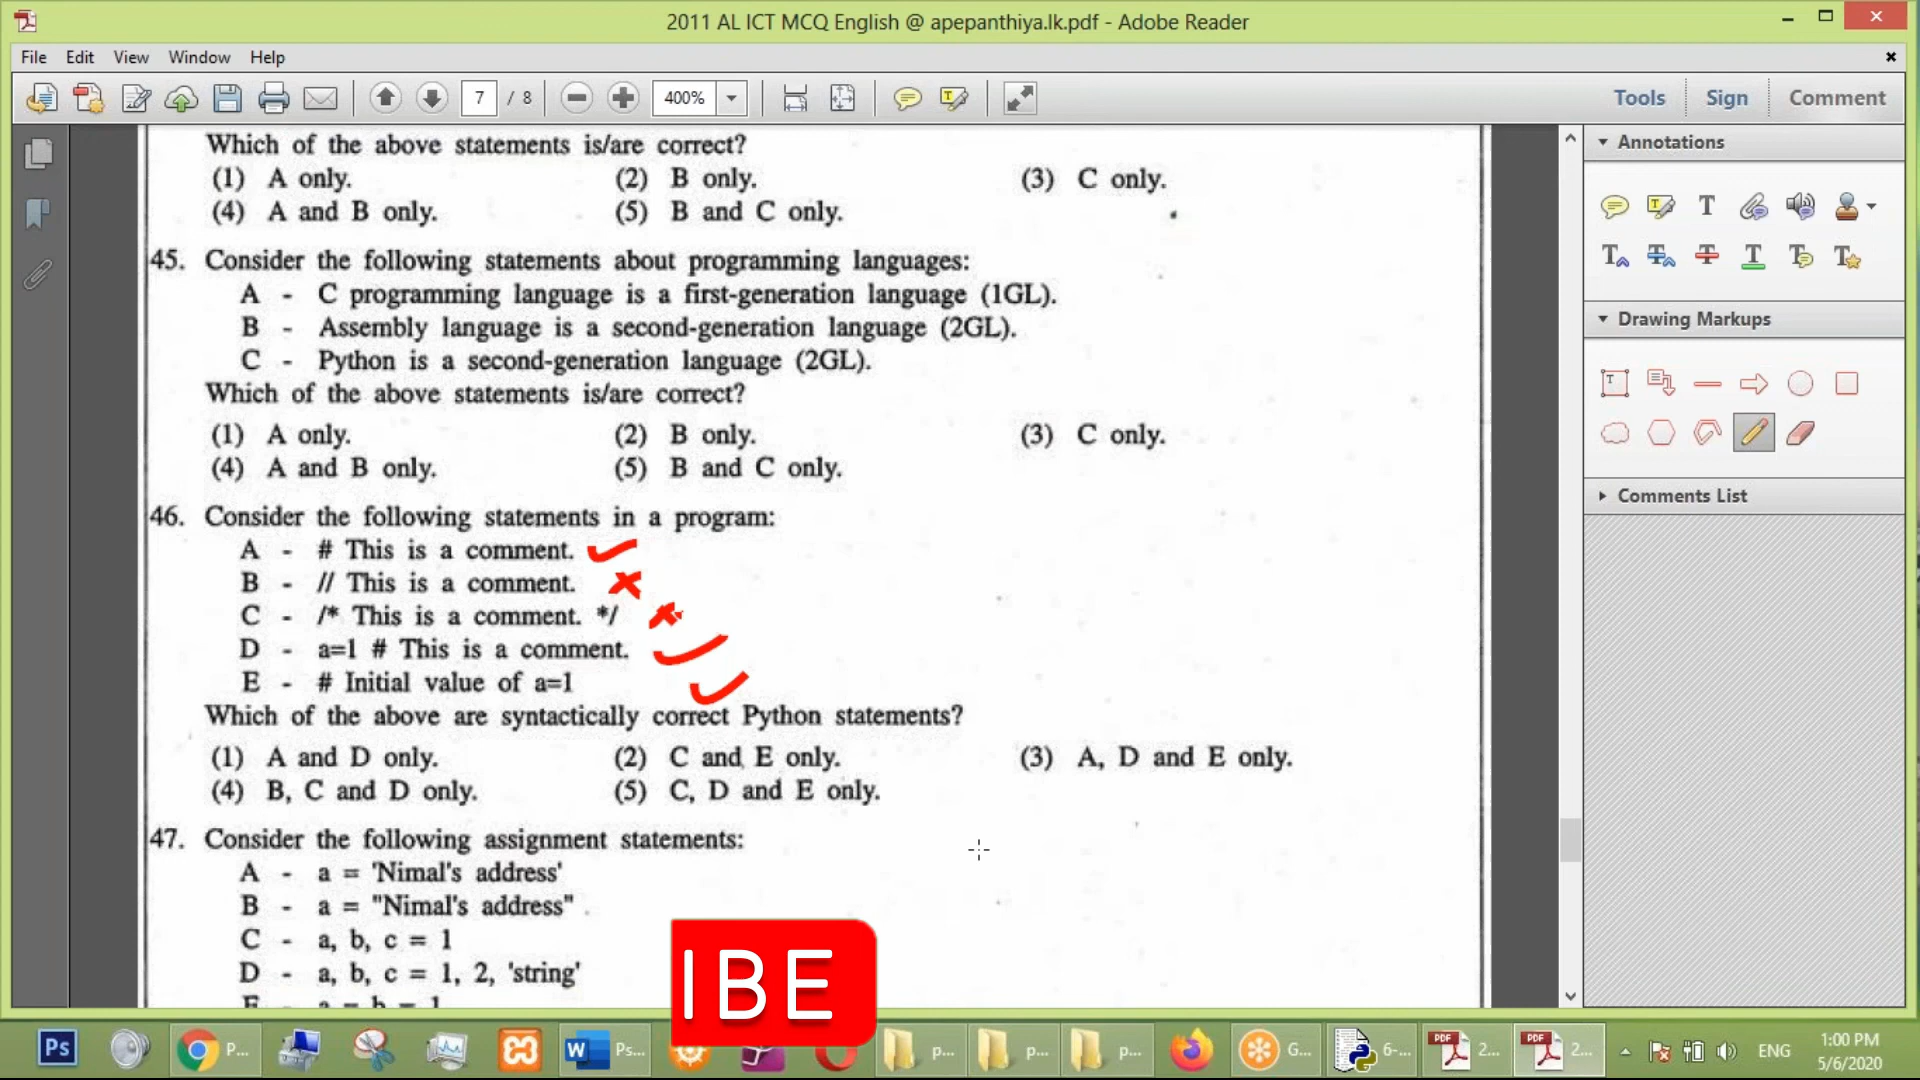 2011 AL ICT MCQ English @ apepanthiya.lk.pdf - Adobe Reader
File Edit View Window Help
7 / 8 400% Tools Sign Comment
Which of the above statements is/are correct?
(1) A only. (2) B only. (3) C only.
(4) A and B only. (5) B and C only.
45. Consider the following statements about programming languages:
A - C programming language is a first-generation language (1GL).
B - Assembly language is a second-generation language (2GL).
C - Python is a second-generation language (2GL).
Which of the above statements is/are correct?
(1) A only. (2) B only. (3) C only.
(4) A and B only. (5) B and C only.
46. Consider the following statements in a program:
A - # This is a comment.
B - // This is a comment.
C - /* This is a comment. */
D - a=1 # This is a comment.
E - # Initial value of a=1
Which of the above are syntactically correct Python statements?
(1) A and D only. (2) C and E only. (3) A, D and E only.
(4) B, C and D only. (5) C, D and E only.
47. Consider the following assignment statements:
A - a = 'Nimal's address'
B - a = "Nimal's address"
C - a, b, c = 1
D - a, b, c = 1, 2, 'string'
E - a = b = 1
Annotations
Drawing Markups
Comments List
IBE
Ps P... W Ps... p... p... p... G... 6-... PDF 2... PDF 2... ENG
1:00 PM
5/6/2020